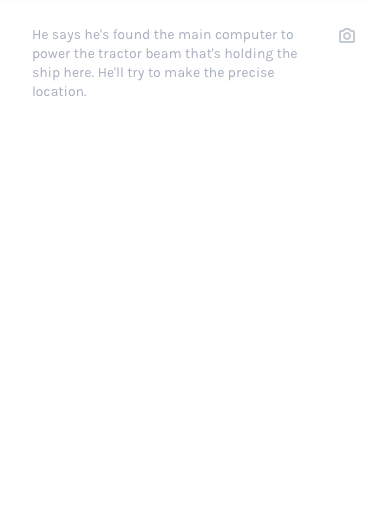 He says he's found the main computer to
power the tractor beam that's holding the
ship here. He'll try to make the precise
location.